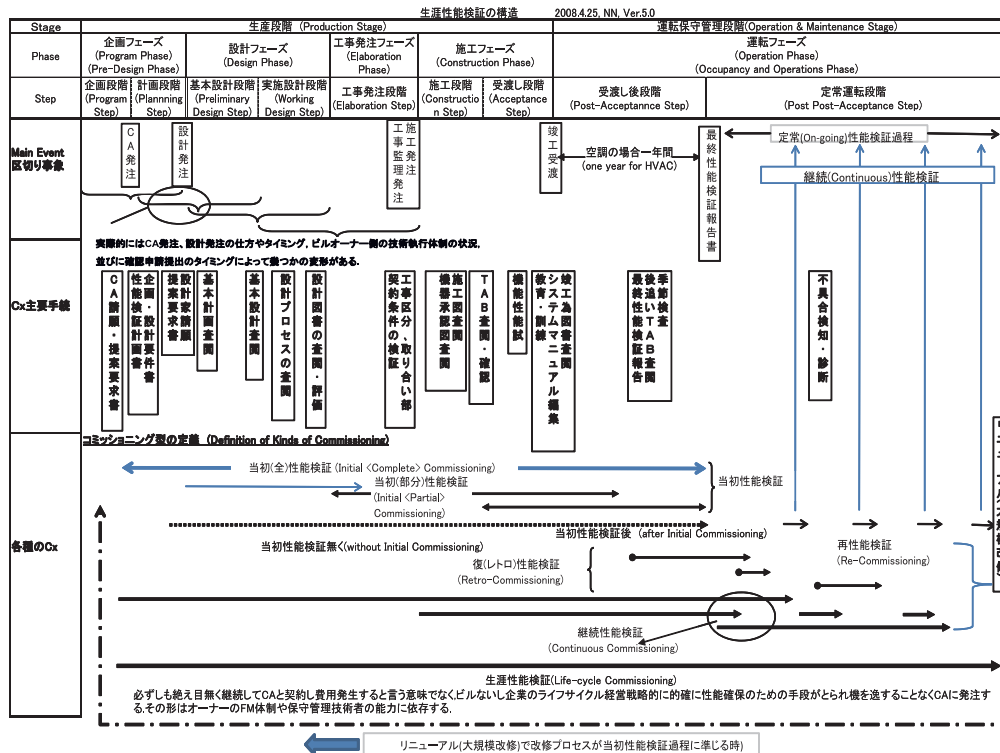 生涯性能検証の構造 2008.4.25, NN, Ver.5.0
Stage
生産段階 (Production Stage)
運転保守管理段階(Operation & Maintenance Stage)
Phase
企画フェーズ
(Program Phase)
(Pre-Design Phase)
設計フェーズ
(Design Phase)
工事発注フェーズ
(Elaboration
Phase)
施工フェーズ
(Construction Phase)
運転フェーズ
(Operation Phase)
(Occupancy and Operations Phase)
Step
企画段階
(Program
Step)
計画段階
(Plannning
Step)
基本設計段階
(Preliminary
Design Step)
実施設計段階
(Working
Design Step)
工事発注段階
(Elaboration Step)
施工段階
(Constructio
n Step)
受渡し段階
(Acceptance
Step)
受渡し後段階
(Post-Acceptannce Step)
定常運転段階
(Post Post-Acceptance Step)
Main Event
区切り事象
CA発注
設計発注
施工発注
工事監理発注
竣工受渡
空調の場合一年間
(one year for HVAC)
最終性能検証報告書
定常(On-going)性能検証過程
継続(Continuous)性能検証
実際的にはCA発注、設計発注の仕方やタイミング、ビルオーナー側の技術執行体制の状況、
並びに確認申請提出のタイミングによって幾つかの変形がある.
Cx主要手続
CA請願・提案要求書
企画・設計要件書
性能検証計画書
設計家請願
提案要求書
基本計画査閲
基本設計査閲
設計プロセスの査閲
設計図書の査閲・評価
工事区分、取り合い部
契約条件の検証
施工図査閲
機器承認図査閲
TAB査閲・確認
機能性能試
竣工為図書査閲
システムマニュアル編集
教育・訓練
季節検査
後追いTAB査閲
最終性能検証報告
不具合検知・診断
コミッショニング型の定義 (Definition of Kinds of Commissioning)
各種のCx
当初(全)性能検証 (Initial <Complete> Commissioning)
当初(部分)性能検証
(Initial <Partial>
Commissioning)
当初性能検証
当初性能検証後 (after Initial Commissioning)
当初性能検証無く(without Initial Commissioning)
復(レトロ)性能検証
(Retro-Commissioning)
再性能検証
(Re-Commissioning)
継続性能検証
(Continuous Commissioning)
生涯性能検証(Life-cycle Commissioning)
必ずしも絶え目無く継続してCAと契約し費用発生すると言う意味でなく、ビルないし企業のライフサイクル経営戦略的に的確に性能確保のための手段がとられ機を逸することなくCAに発注す
る.その形はオーナーのFM体制や保守管理技術者の能力に依存する.
リニューアル(大規模改修)で改修プロセスが当初性能検証過程に準じる時)